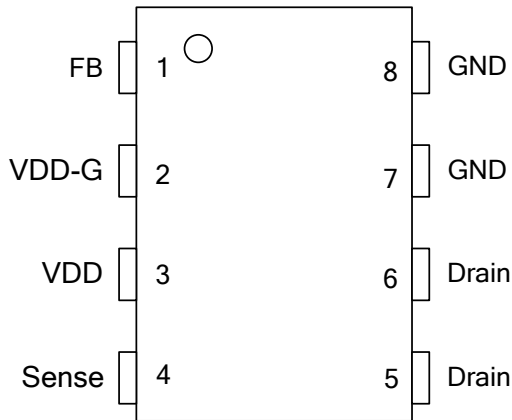 FB 1 8 GND
VDD-G 2 7 GND
VDD 3 6 Drain
Sense 4 5 Drain